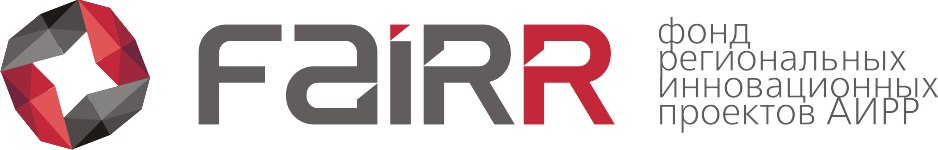 FaiRR
фонд
региональных
инновационных
проектов АИРР